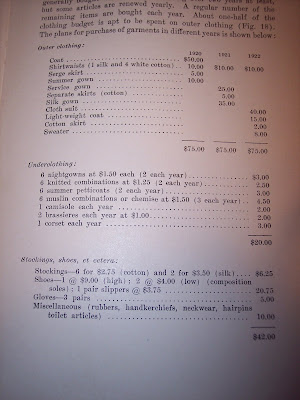 generally bought
years at least,
but some articles are renewed yearly. A regular number of the
remaining items are bought each year. About one-half of the
clothing budget is apt to be spent on outer clothing (Fig. 18).
The plans for purchase of garments in different years is shown below:
Outer clothing:
1920 1921 1922
Coat $50.00
Shirtwaists (1 silk and 4 white cotton) 10.00 $10.00 $10.00
Serge skirt 5.00
Summer gown 10.00
Service gown 25.00
Separate skirts (cotton) 5.00
Silk gown 35.00
Cloth suit 40.00
Light-weight coat 15.00
Cotton skirt 2.00
Sweater 8.00
$75.00 $75.00 $75.00
Underclothing:
6 nightgowns at $1.50 each (2 each year) $3.00
6 knitted combinations at $1.25 (2 each year) 2.50
6 summer petticoats (2 each year) 3.00
6 muslin combinations or chemise at $1.50 (3 each year) 4.50
1 camisole each year 2.00
2 brassieres each year at $1.00 2.00
1 corset each year 3.00
$20.00
Stockings, shoes, et cetera:
Stockings—6 for $2.75 (cotton) and 2 for $3.50 (silk) $6.25
Shoes—1 @ $9.00 (high); 2 @ $4.00 (low) (composition
soles); 1 pair slippers @ $3.75 20.75
Gloves—3 pairs 5.00
Miscellaneous (rubbers, handkerchiefs, neckwear, hairpins
toilet articles) 10.00
$42.00